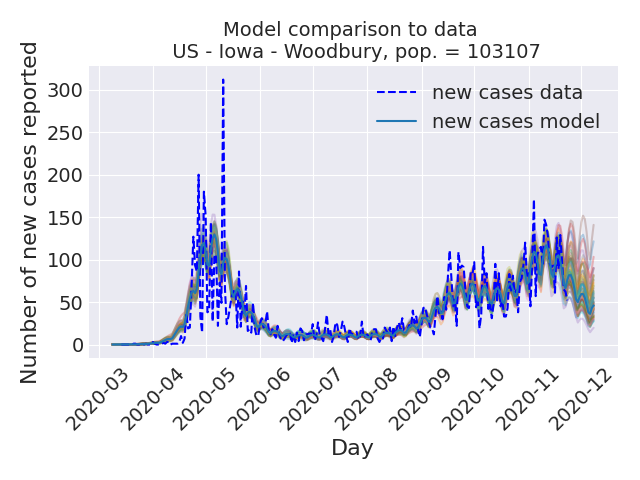 Model comparison to data
US - Iowa - Woodbury, pop. = 103107
Number of new cases reported
300
250
200
150
100
50
0
new cases data
new cases model
2020-03
2020-04
2020-05
2020-06
2020-07
2020-08
2020-09
2020-10
2020-11
2020-12
Day